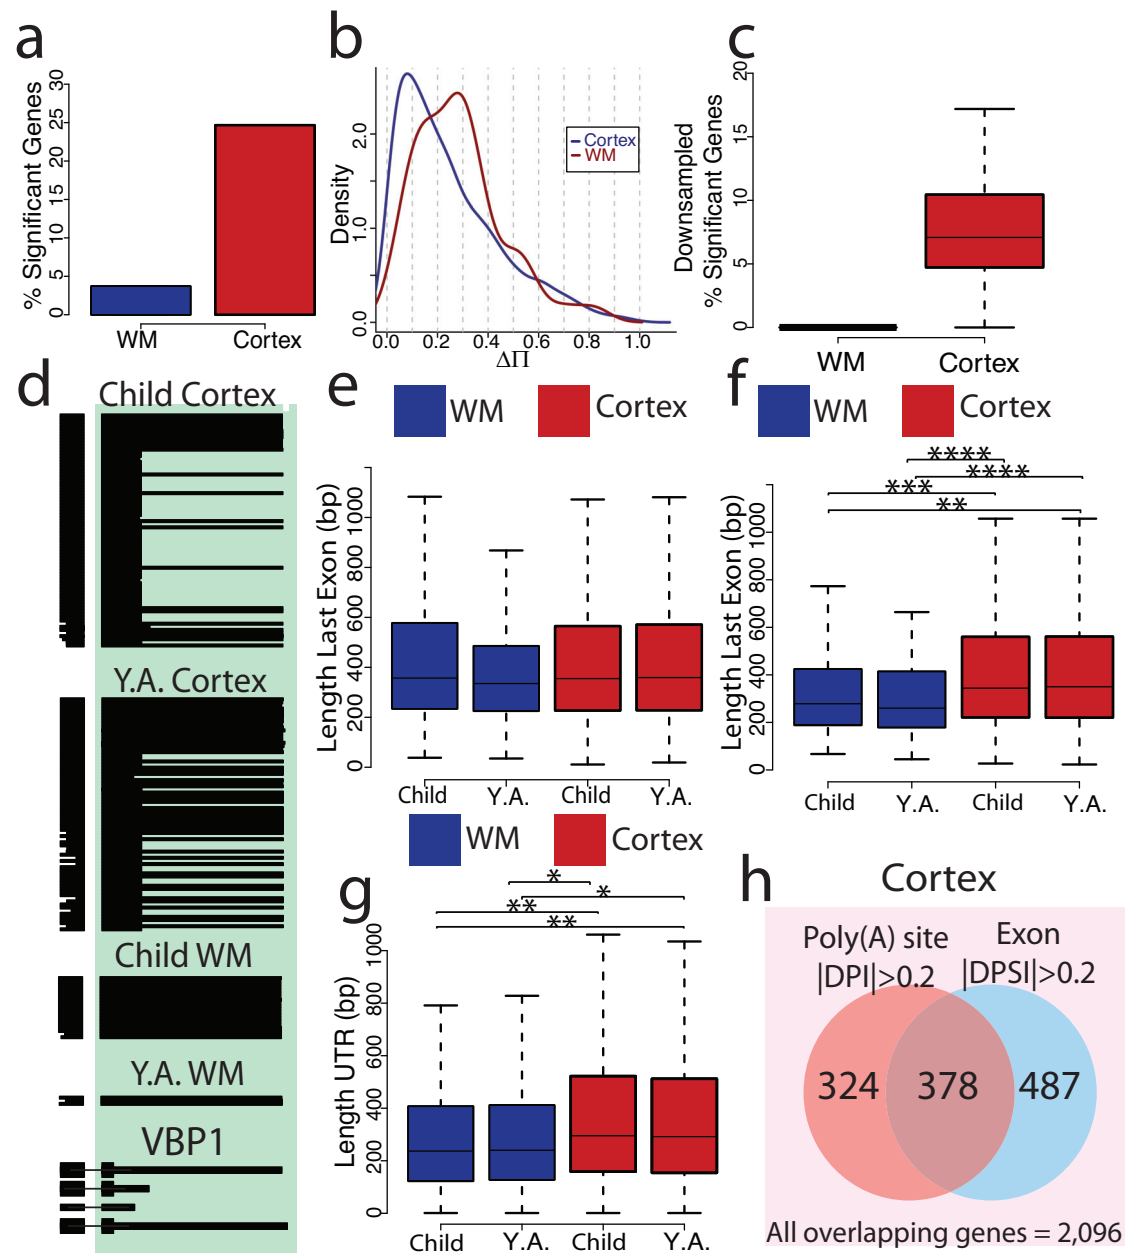 a
% Significant Genes
0 5 10 15 20 25 30
WM Cortex
b
Density
0.0 1.0 2.0
Cortex
WM
0.0 0.2 0.4 0.6 0.8 1.0
ΔΠ
c
Downsampled
% Significant Genes
0 5 10 15 20
WM Cortex
d
Child Cortex
Y.A. Cortex
Child WM
Y.A. WM
VBP1
e
WM Cortex
Length Last Exon (bp)
0 200 400 600 800 1000
Child Y.A. Child Y.A.
f
WM Cortex
****
****
***
**
Length Last Exon (bp)
0 200 400 600 800 1000
Child Y.A. Child Y.A.
g
WM Cortex
*
*
**
**
Length UTR (bp)
0 200 400 600 800 1000
Child Y.A. Child Y.A.
h
Cortex
Poly(A) site
|DPI|>0.2
Exon
|DPSI|>0.2
324 378 487
All overlapping genes = 2,096